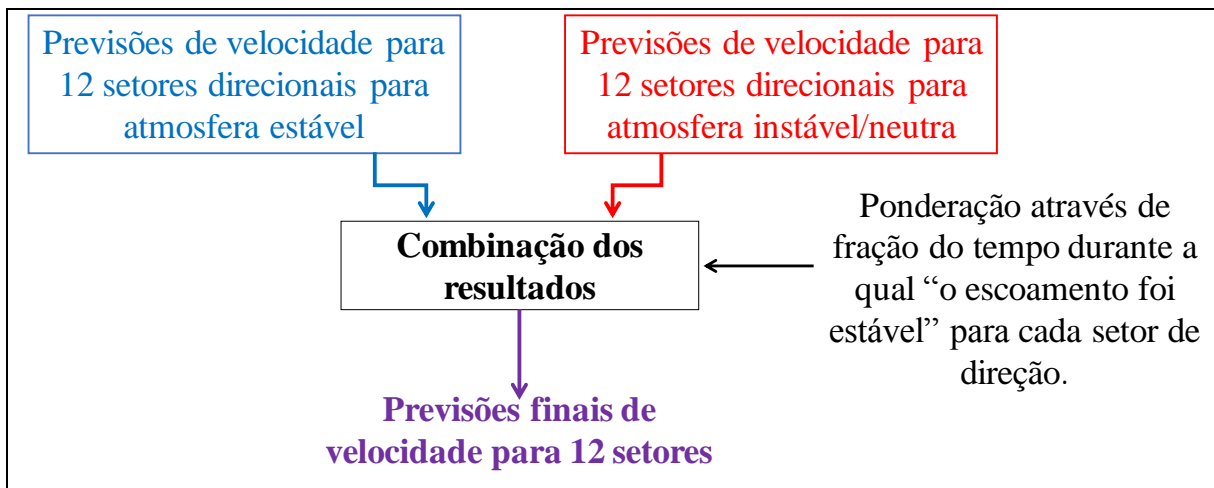 Previsões de velocidade para
12 setores direcionais para
atmosfera estável
Previsões de velocidade para
12 setores direcionais para
atmosfera instável/neutra
Combinação dos
resultados
Ponderação através de
fração do tempo durante a
qual “o escoamento foi
estável” para cada setor de
direção.
Previsões finais de
velocidade para 12 setores